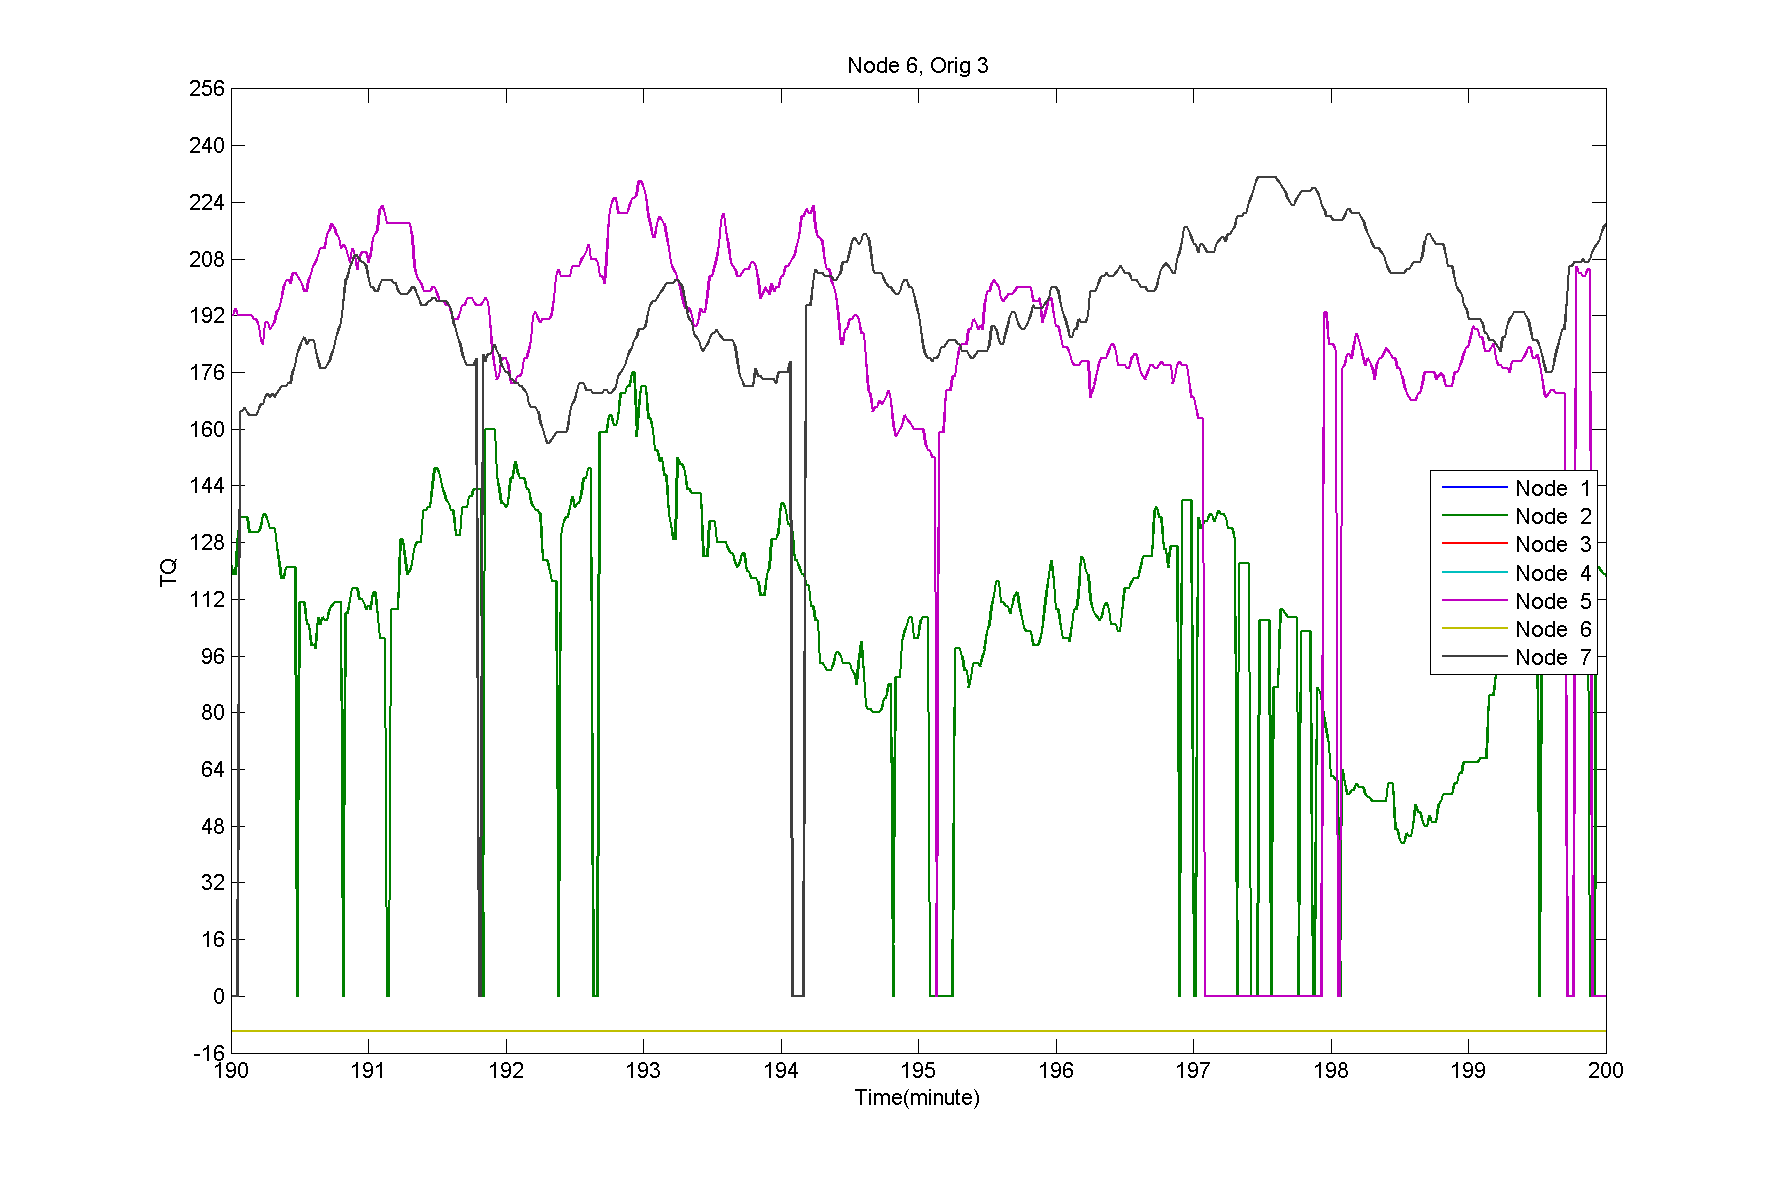 Node 6, Orig 3
256
240
224
208
192
176
160
144
128
112
96
80
64
48
32
16
0
-16
TQ
Node 1
Node 2
Node 3
Node 4
Node 5
Node 6
Node 7
190 191 192 193 194 195 196 197 198 199 200
Time(minute)